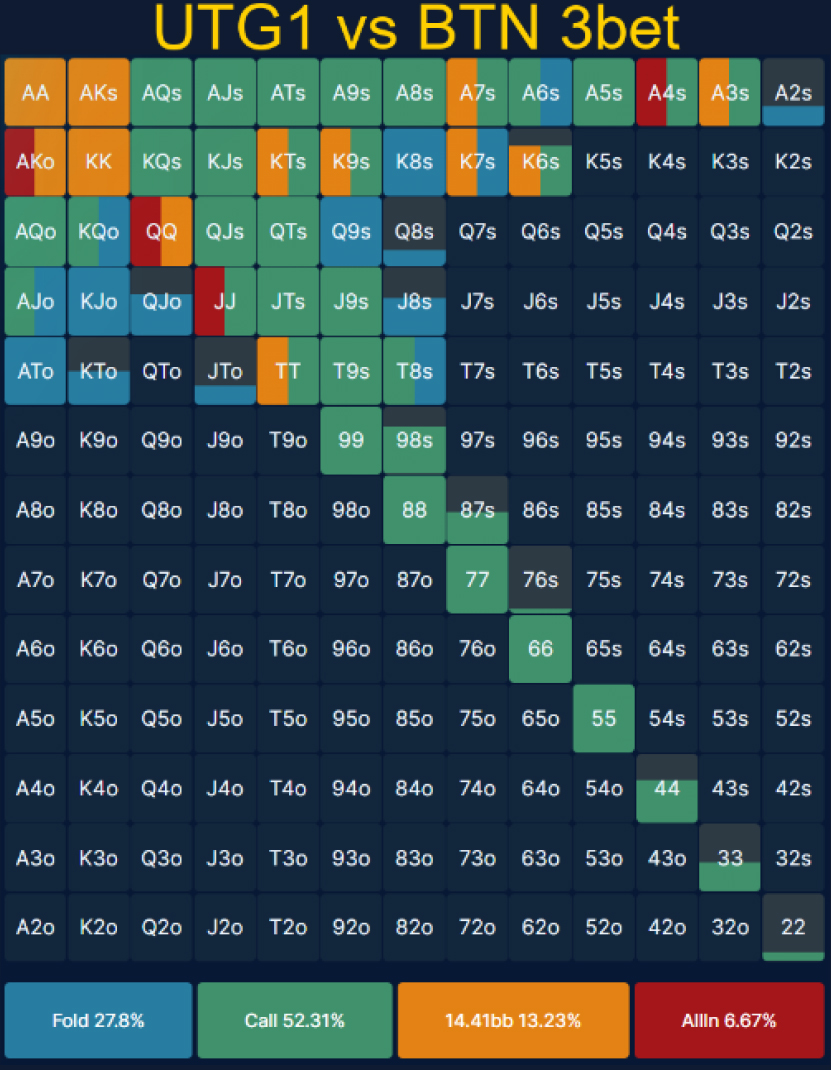 UTG1 vs BTN 3bet
AA AKs AQs AJs ATs A9s A8s A7s A6s A5s A4s A3s A2s
AKo KK KQs KJs KTs K9s K8s K7s K6s K5s K4s K3s K2s
AQo KQo QQ QJs QTs Q9s Q8s Q7s Q6s Q5s Q4s Q3s Q2s
AJo KJo QJo JJ JTs J9s J8s J7s J6s J5s J4s J3s J2s
ATo KTo QTo JTo TT T9s T8s T7s T6s T5s T4s T3s T2s
A9o K9o Q9o J9o T9o 99 98s 97s 96s 95s 94s 93s 92s
A8o K8o Q8o J8o T8o 98o 88 87s 86s 85s 84s 83s 82s
A7o K7o Q7o J7o T7o 97o 87o 77 76s 75s 74s 73s 72s
A6o K6o Q6o J6o T6o 96o 86o 76o 66 65s 64s 63s 62s
A5o K5o Q5o J5o T5o 95o 85o 75o 65o 55 54s 53s 52s
A4o K4o Q4o J4o T4o 94o 84o 74o 64o 54o 44 43s 42s
A3o K3o Q3o J3o T3o 93o 83o 73o 63o 53o 43o 33 32s
A2o K2o Q2o J2o T2o 92o 82o 72o 62o 52o 42o 32o 22
Fold 27.8% Call 52.31% 14.41bb 13.23% AllIn 6.67%